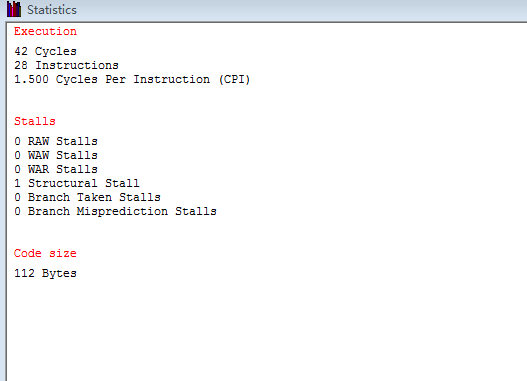 Statistics
Execution
42 Cycles
28 Instructions
1.500 Cycles Per Instruction (CPI)
Stalls
0 RAW Stalls
0 WAW Stalls
0 WAR Stalls
1 Structural Stall
0 Branch Taken Stalls
0 Branch Misprediction Stalls
Code size
112 Bytes